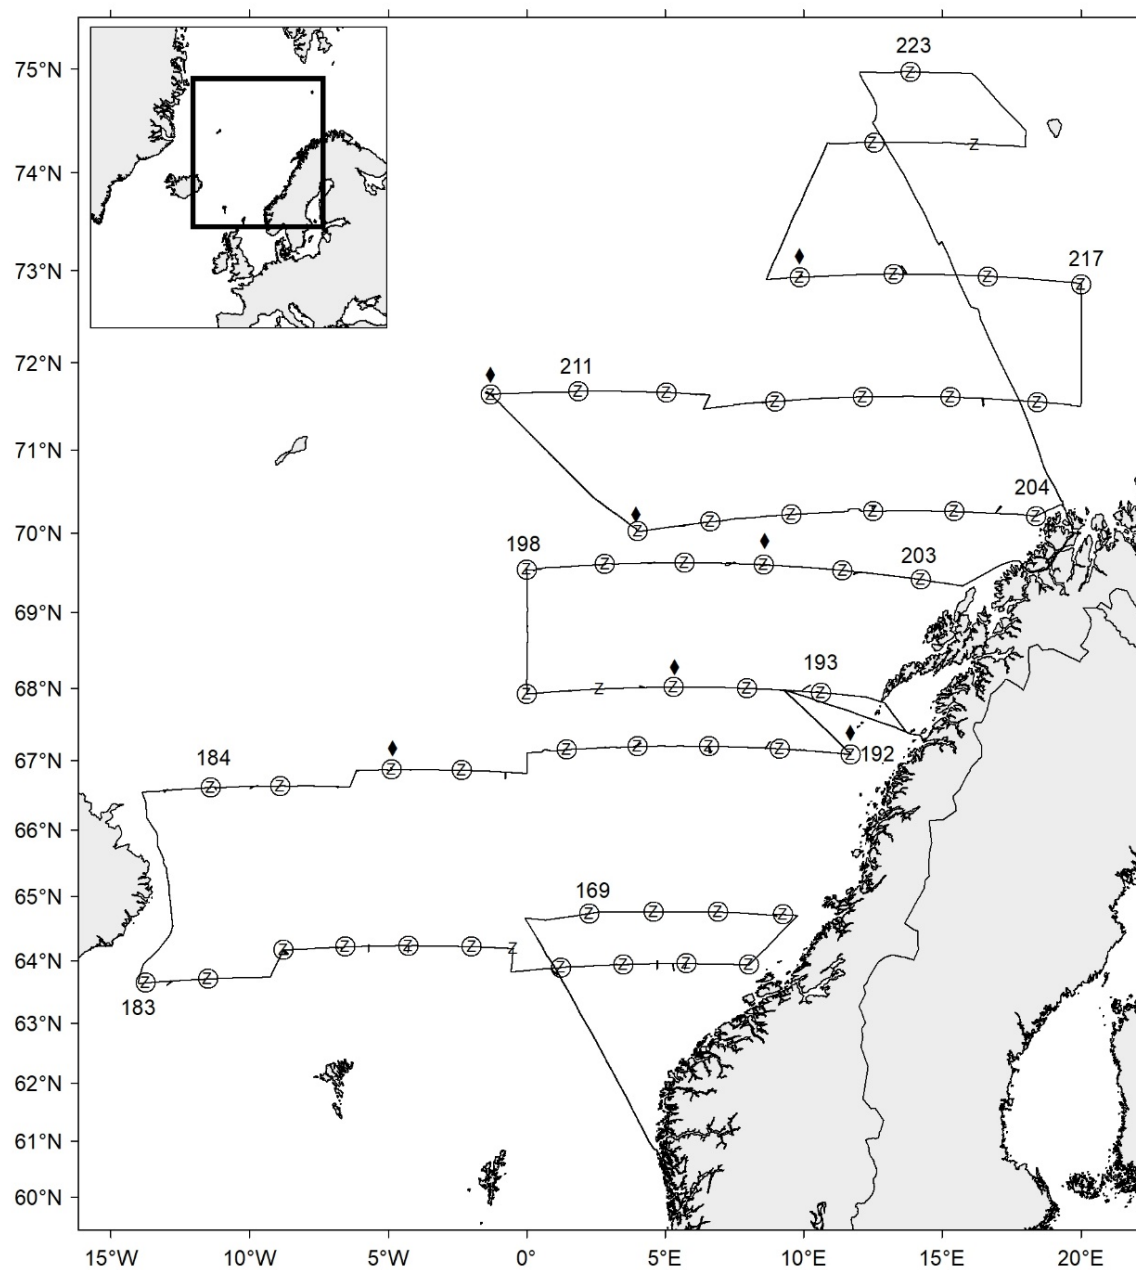 223
75°N Z
Z Z
74°N
217
73°N Z Z Z Z
72°N 211
Z Z Z Z Z Z Z
71°N
204
70°N Z Z Z Z Z Z
198 203
Z Z Z Z Z Z
69°N
193
68°N Z Z Z Z Z
184
67°N Z Z Z Z Z Z Z 192
Z Z
66°N
169
65°N
Z Z Z Z
Z Z Z Z Z
64°N Z Z Z Z
Z Z
183
63°N
62°N
61°N
60°N
15°W 10°W 5°W 0° 5°E 10°E 15°E 20°E